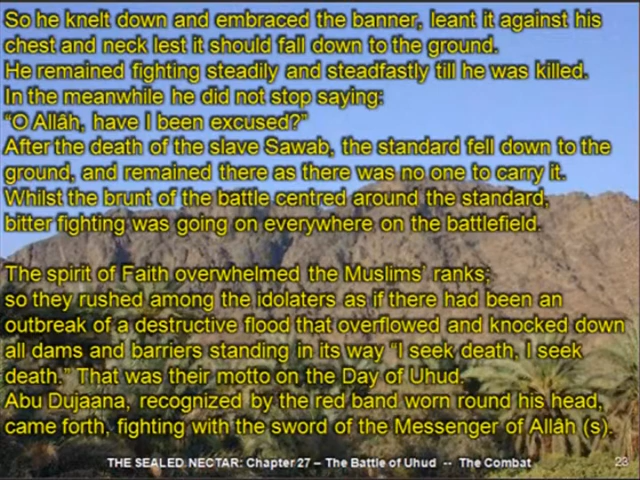 So he knelt down and embraced the banner, leant it against his
chest and neck lest it should fall down to the ground.
He remained fighting steadily and steadfastly till he was killed.
In the meanwhile he did not stop saying:
“O Allâh, have I been excused?”
After the death of the slave Sawab, the standard fell down to the
ground, and remained there as there was no one to carry it.
Whilst the brunt of the battle centred around the standard,
bitter fighting was going on everywhere on the battlefield.
The spirit of Faith overwhelmed the Muslims’ ranks;
so they rushed among the idolaters as if there had been an
outbreak of a destructive flood that overflowed and knocked down
all dams and barriers standing in its way “I seek death, I seek
death.” That was their motto on the Day of Uhud.
Abu Dujaana, recognized by the red band worn round his head,
came forth, fighting with the sword of the Messenger of Allâh (s).
THE SEALED NECTAR: Chapter 27 – The Battle of Uhud -- The Combat
23